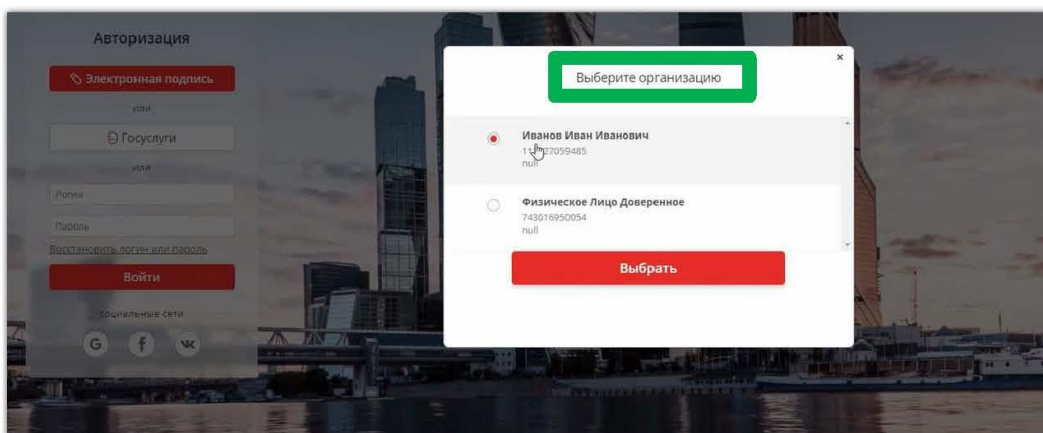 Авторизация
Электронная подпись
или
Госуслуги
или
Логин
Пароль
Восстановить логин или пароль
Войти
социальные сети
G f
Выберите организацию
Иванов Иван Иванович
null
Физическое Лицо Доверенное
743016950054
null
Выбрать